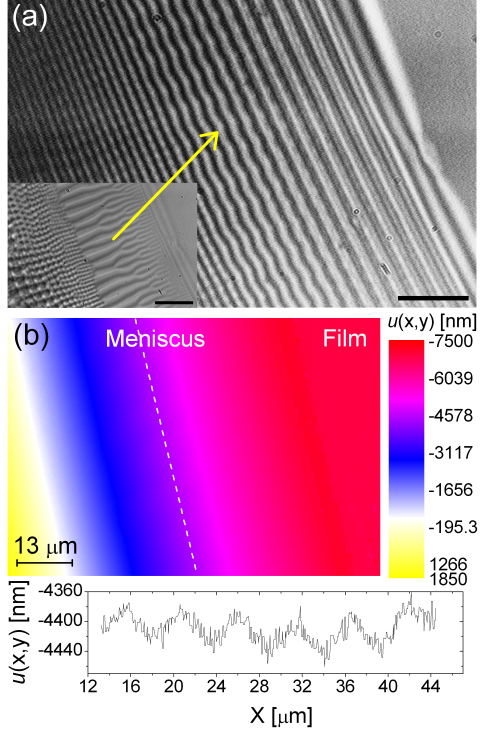 (a)
(b)
Meniscus
Film
u(x,y) [nm]
-7500
-6039
-4578
-3117
-1656
-195.3
1266
1850
13 μm
u(x,y) [nm]
-4360
-4400
-4440
12 16 20 24 28 32 36 40 44
X [μm]